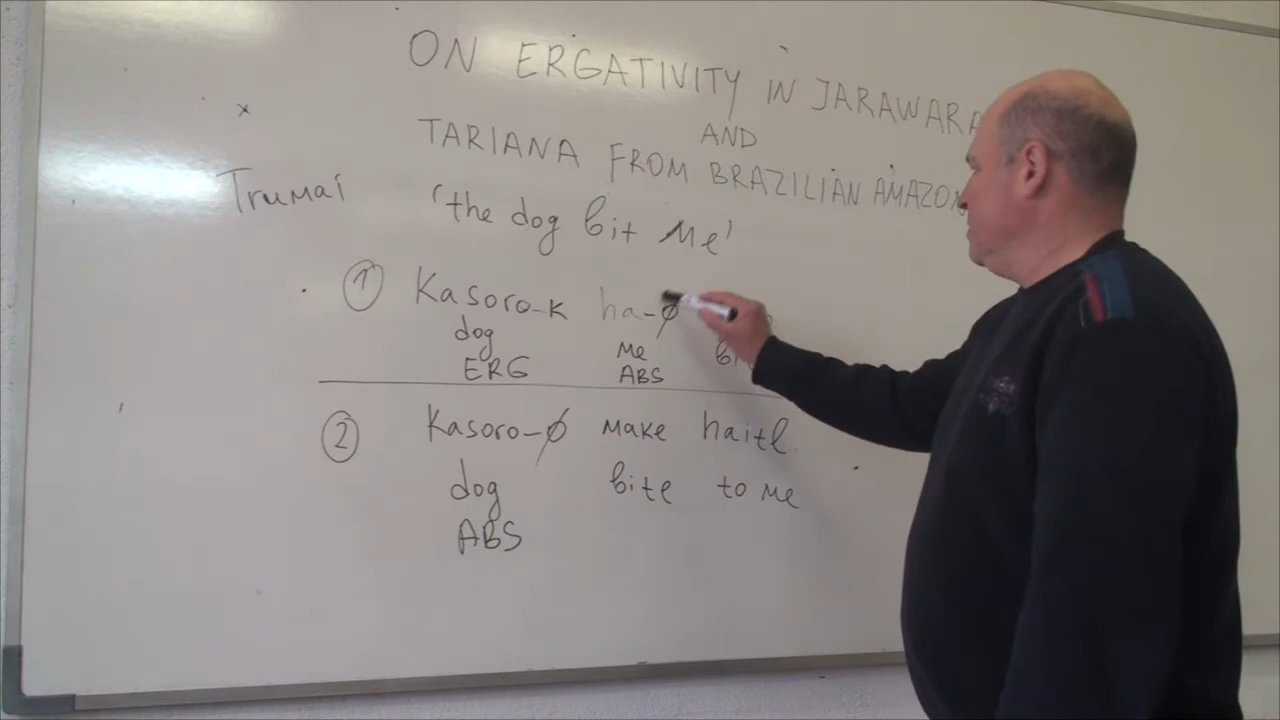 ON ERGATIVITY IN JARAWARA
AND
TARIANA FROM BRAZILIAN AMAZON
Trumai
'the dog bit me'
① Kasoro-k ha-∅
dog me
ERG ABS
② Kasoro-∅ make haitl.
dog bite to me
ABS